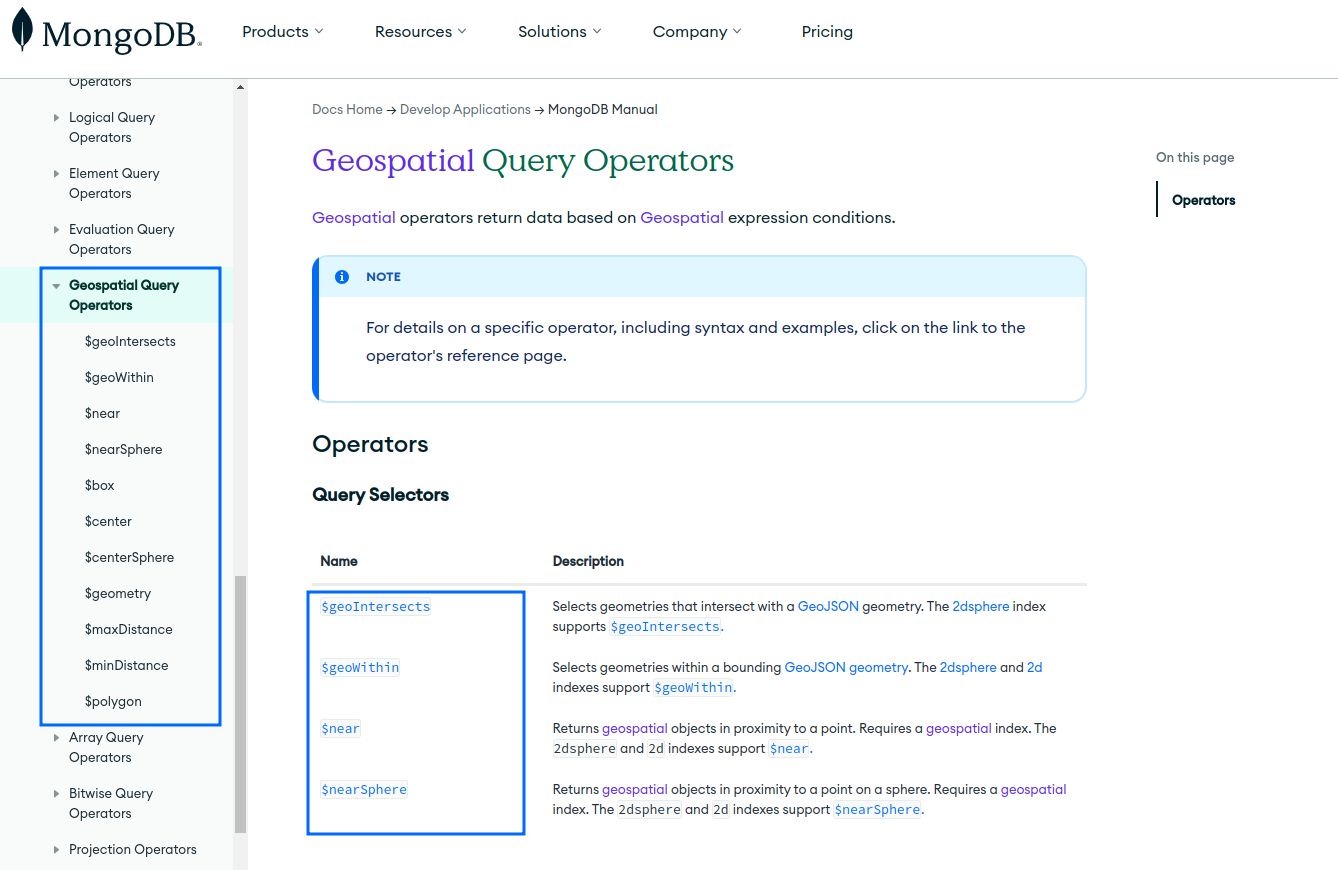 MongoDB®
Products
Resources
Solutions
Company
Pricing
Operators
Logical Query
Operators
Element Query
Operators
Evaluation Query
Operators
Geospatial Query
Operators
$geoIntersects
$geoWithin
$near
$nearSphere
$box
$center
$centerSphere
$geometry
$maxDistance
$minDistance
$polygon
Array Query
Operators
Bitwise Query
Operators
Projection Operators
Docs Home → Develop Applications → MongoDB Manual
Geospatial Query Operators
Geospatial operators return data based on Geospatial expression conditions.
NOTE
For details on a specific operator, including syntax and examples, click on the link to the
operator's reference page.
Operators
Query Selectors
Name Description
$geoIntersects Selects geometries that intersect with a GeoJSON geometry. The 2dsphere index
supports $geoIntersects.
$geoWithin Selects geometries within a bounding GeoJSON geometry. The 2dsphere and 2d
indexes support $geoWithin.
$near Returns geospatial objects in proximity to a point. Requires a geospatial index. The
2dsphere and 2d indexes support $near.
$nearSphere Returns geospatial objects in proximity to a point on a sphere. Requires a geospatial
index. The 2dsphere and 2d indexes support $nearSphere.
On this page
Operators